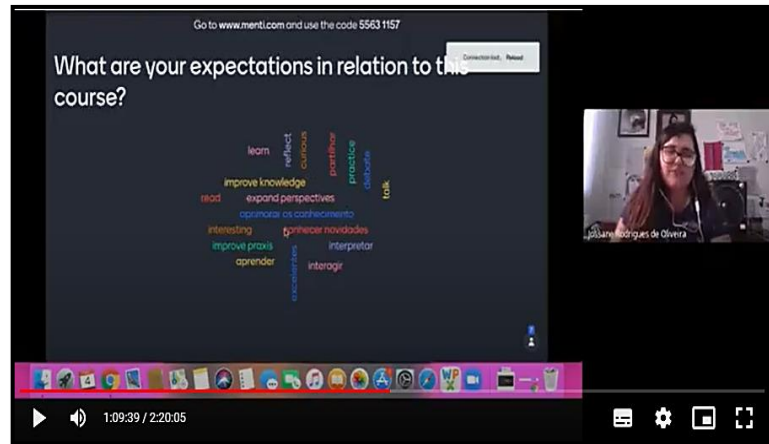 Go to www.menti.com and use the code 5563 1157
What are your expectations in relation to this
course?
Connection lost. Reload
learn
reflect
curious
partilhar
practice
debate
talk
improve knowledge
read
expand perspectives
aprimorar os conhecimento
interesting
conhecer novidades
improve praxis
interpretar
aprender
excelentes
interagir
Jolisane Rodrigues de Oliveira
4
1:09:39 / 2:20:05